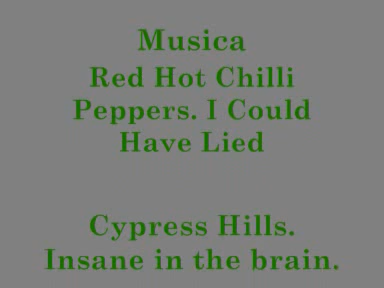 Musica
Red Hot Chilli
Peppers. I Could
Have Lied
Cypress Hills.
Insane in the brain.